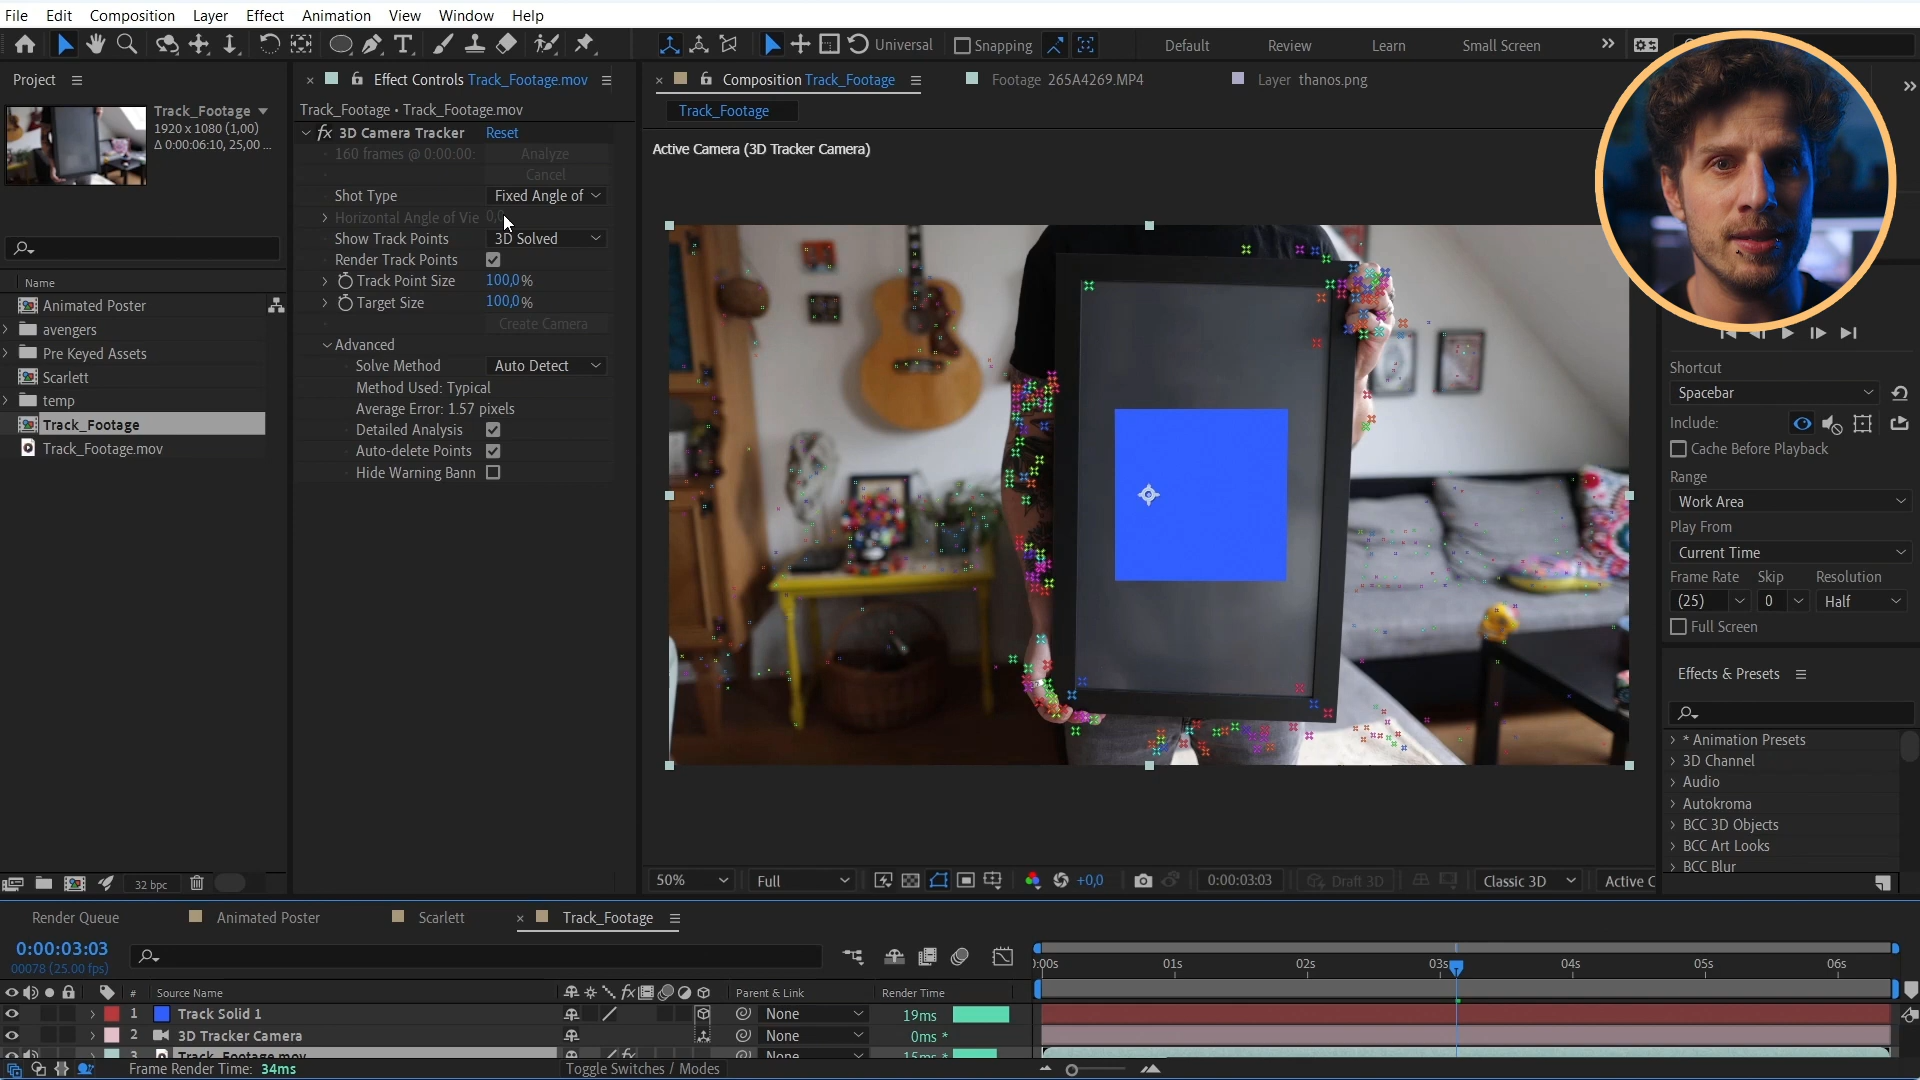 File Edit Composition Layer Effect Animation View Window Help
Universal Snapping Default Review Learn Small Screen
Project Effect Controls Track_Footage.mov Composition Track_Footage Footage 265A4269.MP4 Layer thanos.png
Track_Footage
1920 x 1080 (1,00)
Δ 0:00:06:10, 25,00 ...
Track_Footage • Track_Footage.mov
Track_Footage
fx 3D Camera Tracker Reset
160 frames @ 0:00:00: Analyze
Cancel
Shot Type Fixed Angle of
Horizontal Angle of Vie 0,0
Show Track Points 3D Solved
Render Track Points
Track Point Size 100,0%
Target Size 100,0%
Create Camera
Advanced
Solve Method Auto Detect
Method Used: Typical
Average Error: 1.57 pixels
Detailed Analysis
Auto-delete Points
Hide Warning Bann
Name
Animated Poster
avengers
Pre Keyed Assets
Scarlett
temp
Track_Footage
Track_Footage.mov
32 bpc
Active Camera (3D Tracker Camera)
50% Full +0,0 0:00:03:03 Draft 3D Classic 3D Active C
Shortcut
Spacebar
Include:
Cache Before Playback
Range
Work Area
Play From
Current Time
Frame Rate Skip Resolution
(25) 0 Half
Full Screen
Effects & Presets
* Animation Presets
3D Channel
Audio
Autokroma
BCC 3D Objects
BCC Art Looks
BCC Blur
Render Queue Animated Poster Scarlett Track_Footage
0:00:03:03
00078 (25.00 fps)
):00s 01s 02s 03s 04s 05s 06s
# Source Name fx Parent & Link Render Time
1 Track Solid 1 None 19ms
2 3D Tracker Camera None 0ms *
3 Track_Footage.mov fx None 15ms *
Frame Render Time: 34ms Toggle Switches / Modes